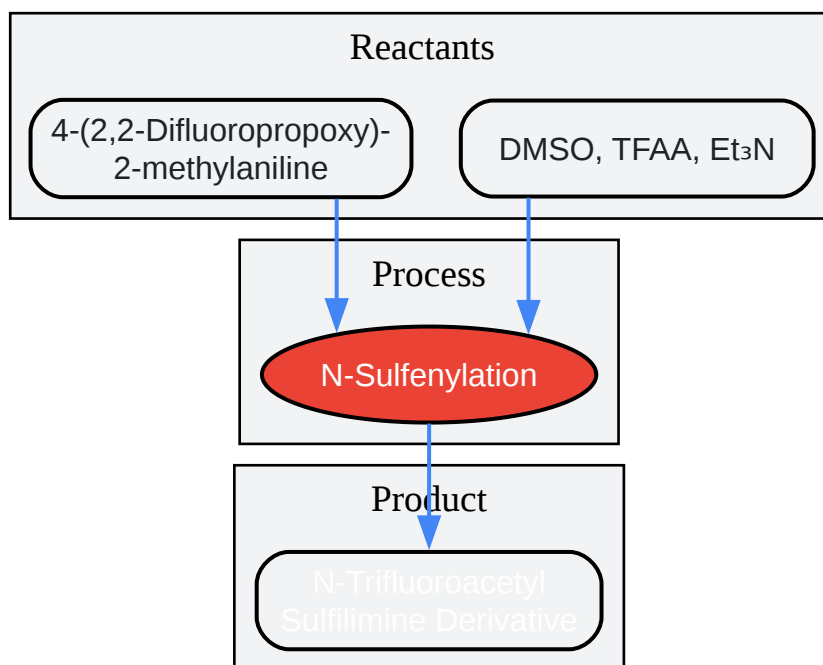 Reactants
4-(2,2-Difluoropropoxy)-
2-methylaniline
DMSO, TFAA, Et₃N
Process
N-Sulfenylation
Product
N-Trifluoroacetyl
Sulfilimine Derivative